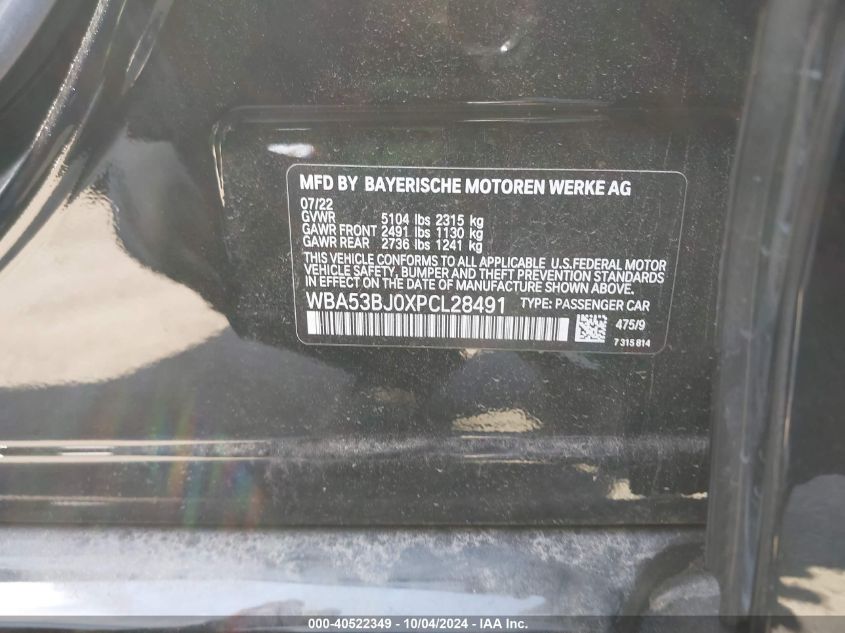 MFD BY BAYERISCHE MOTOREN WERKE AG
07/22
GVWR 5104 lbs 2315 kg
GAWR FRONT 2491 lbs 1130 kg
GAWR REAR 2736 lbs 1241 kg
THIS VEHICLE CONFORMS TO ALL APPLICABLE U.S.FEDERAL MOTOR
VEHICLE SAFETY, BUMPER AND THEFT PREVENTION STANDARDS
IN EFFECT ON THE DATE OF MANUFACTURE SHOWN ABOVE.
WBA53BJ0XPCL28491 TYPE: PASSENGER CAR
475/9
7 315 814
000-40522349 - 10/04/2024 - IAA Inc.